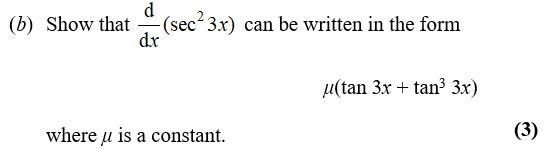 (b) Show that d/dx (sec² 3x) can be written in the form
μ(tan 3x + tan³ 3x)
where μ is a constant.
(3)